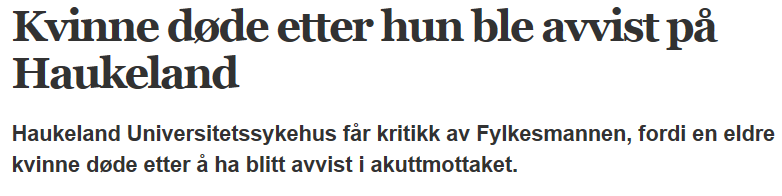 Kvinne døde etter hun ble avvist på
Haukeland
Haukeland Universitetssykehus får kritikk av Fylkesmannen, fordi en eldre
kvinne døde etter å ha blitt avvist i akuttmottaket.